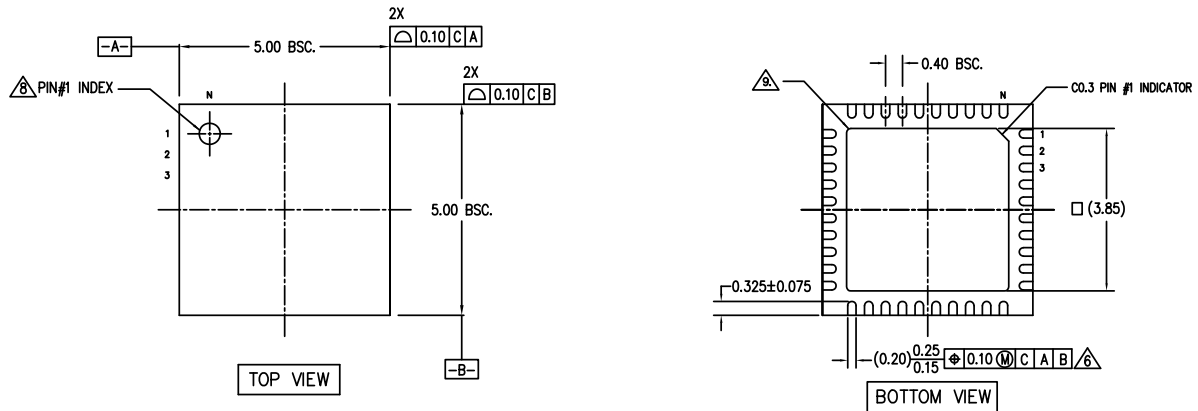 2X
⌓ 0.10 C A
-A-
5.00 BSC.
2X
⌓ 0.10 C B
8 PIN#1 INDEX
N
1
2
3
5.00 BSC.
-B-
TOP VIEW
9.
0.40 BSC.
N
C0.3 PIN #1 INDICATOR
1
2
3
□ (3.85)
0.325±0.075
(0.20) 0.25
0.15
⌖ 0.10 Ⓜ C A B 6
BOTTOM VIEW